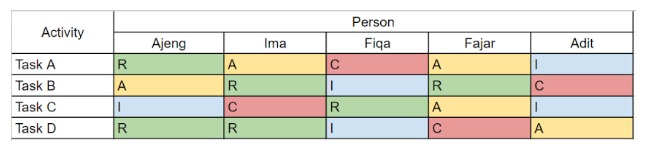 Activity Person
Ajeng Ima Fiqa Fajar Adit
Task A R A C A I
Task B A R I R C
Task C I C R A I
Task D R R I C A